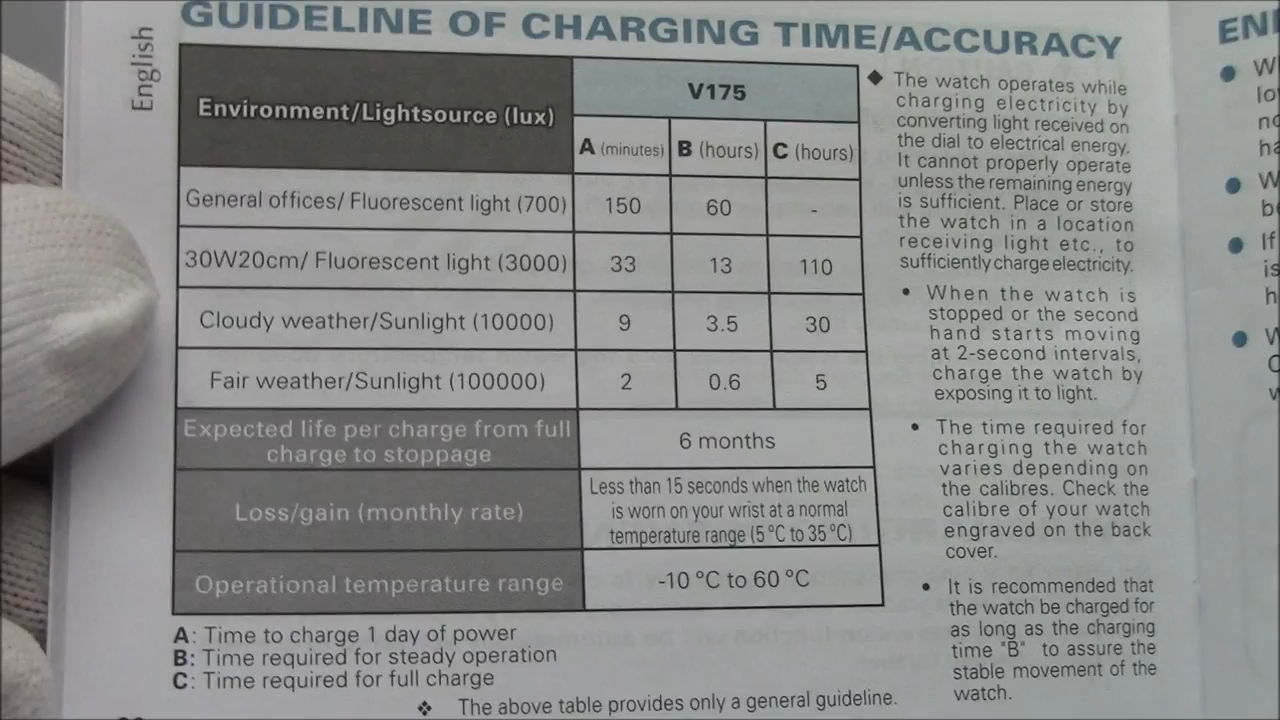 GUIDELINE OF CHARGING TIME/ACCURACY
English
Environment/Lightsource (lux)
V175
A (minutes) B (hours) C (hours)
General offices/ Fluorescent light (700) 150 60 -
30W20cm/ Fluorescent light (3000) 33 13 110
Cloudy weather/Sunlight (10000) 9 3.5 30
Fair weather/Sunlight (100000) 2 0.6 5
Expected life per charge from full
charge to stoppage
6 months
Loss/gain (monthly rate)
Less than 15 seconds when the watch
is worn on your wrist at a normal
temperature range (5 ºC to 35 ºC)
Operational temperature range
-10 ºC to 60 ºC
A: Time to charge 1 day of power
B: Time required for steady operation
C: Time required for full charge
❖ The above table provides only a general guideline.
◆ The watch operates while
charging electricity by
converting light received on
the dial to electrical energy.
It cannot properly operate
unless the remaining energy
is sufficient. Place or store
the watch in a location
receiving light etc., to
sufficiently charge electricity.
• When the watch is
stopped or the second
hand starts moving
at 2-second intervals,
charge the watch by
exposing it to light.
• The time required for
charging the watch
varies depending on
the calibres. Check the
calibre of your watch
engraved on the back
cover.
• It is recommended that
the watch be charged for
as long as the charging
time "B" to assure the
stable movement of the
watch.
● If
is